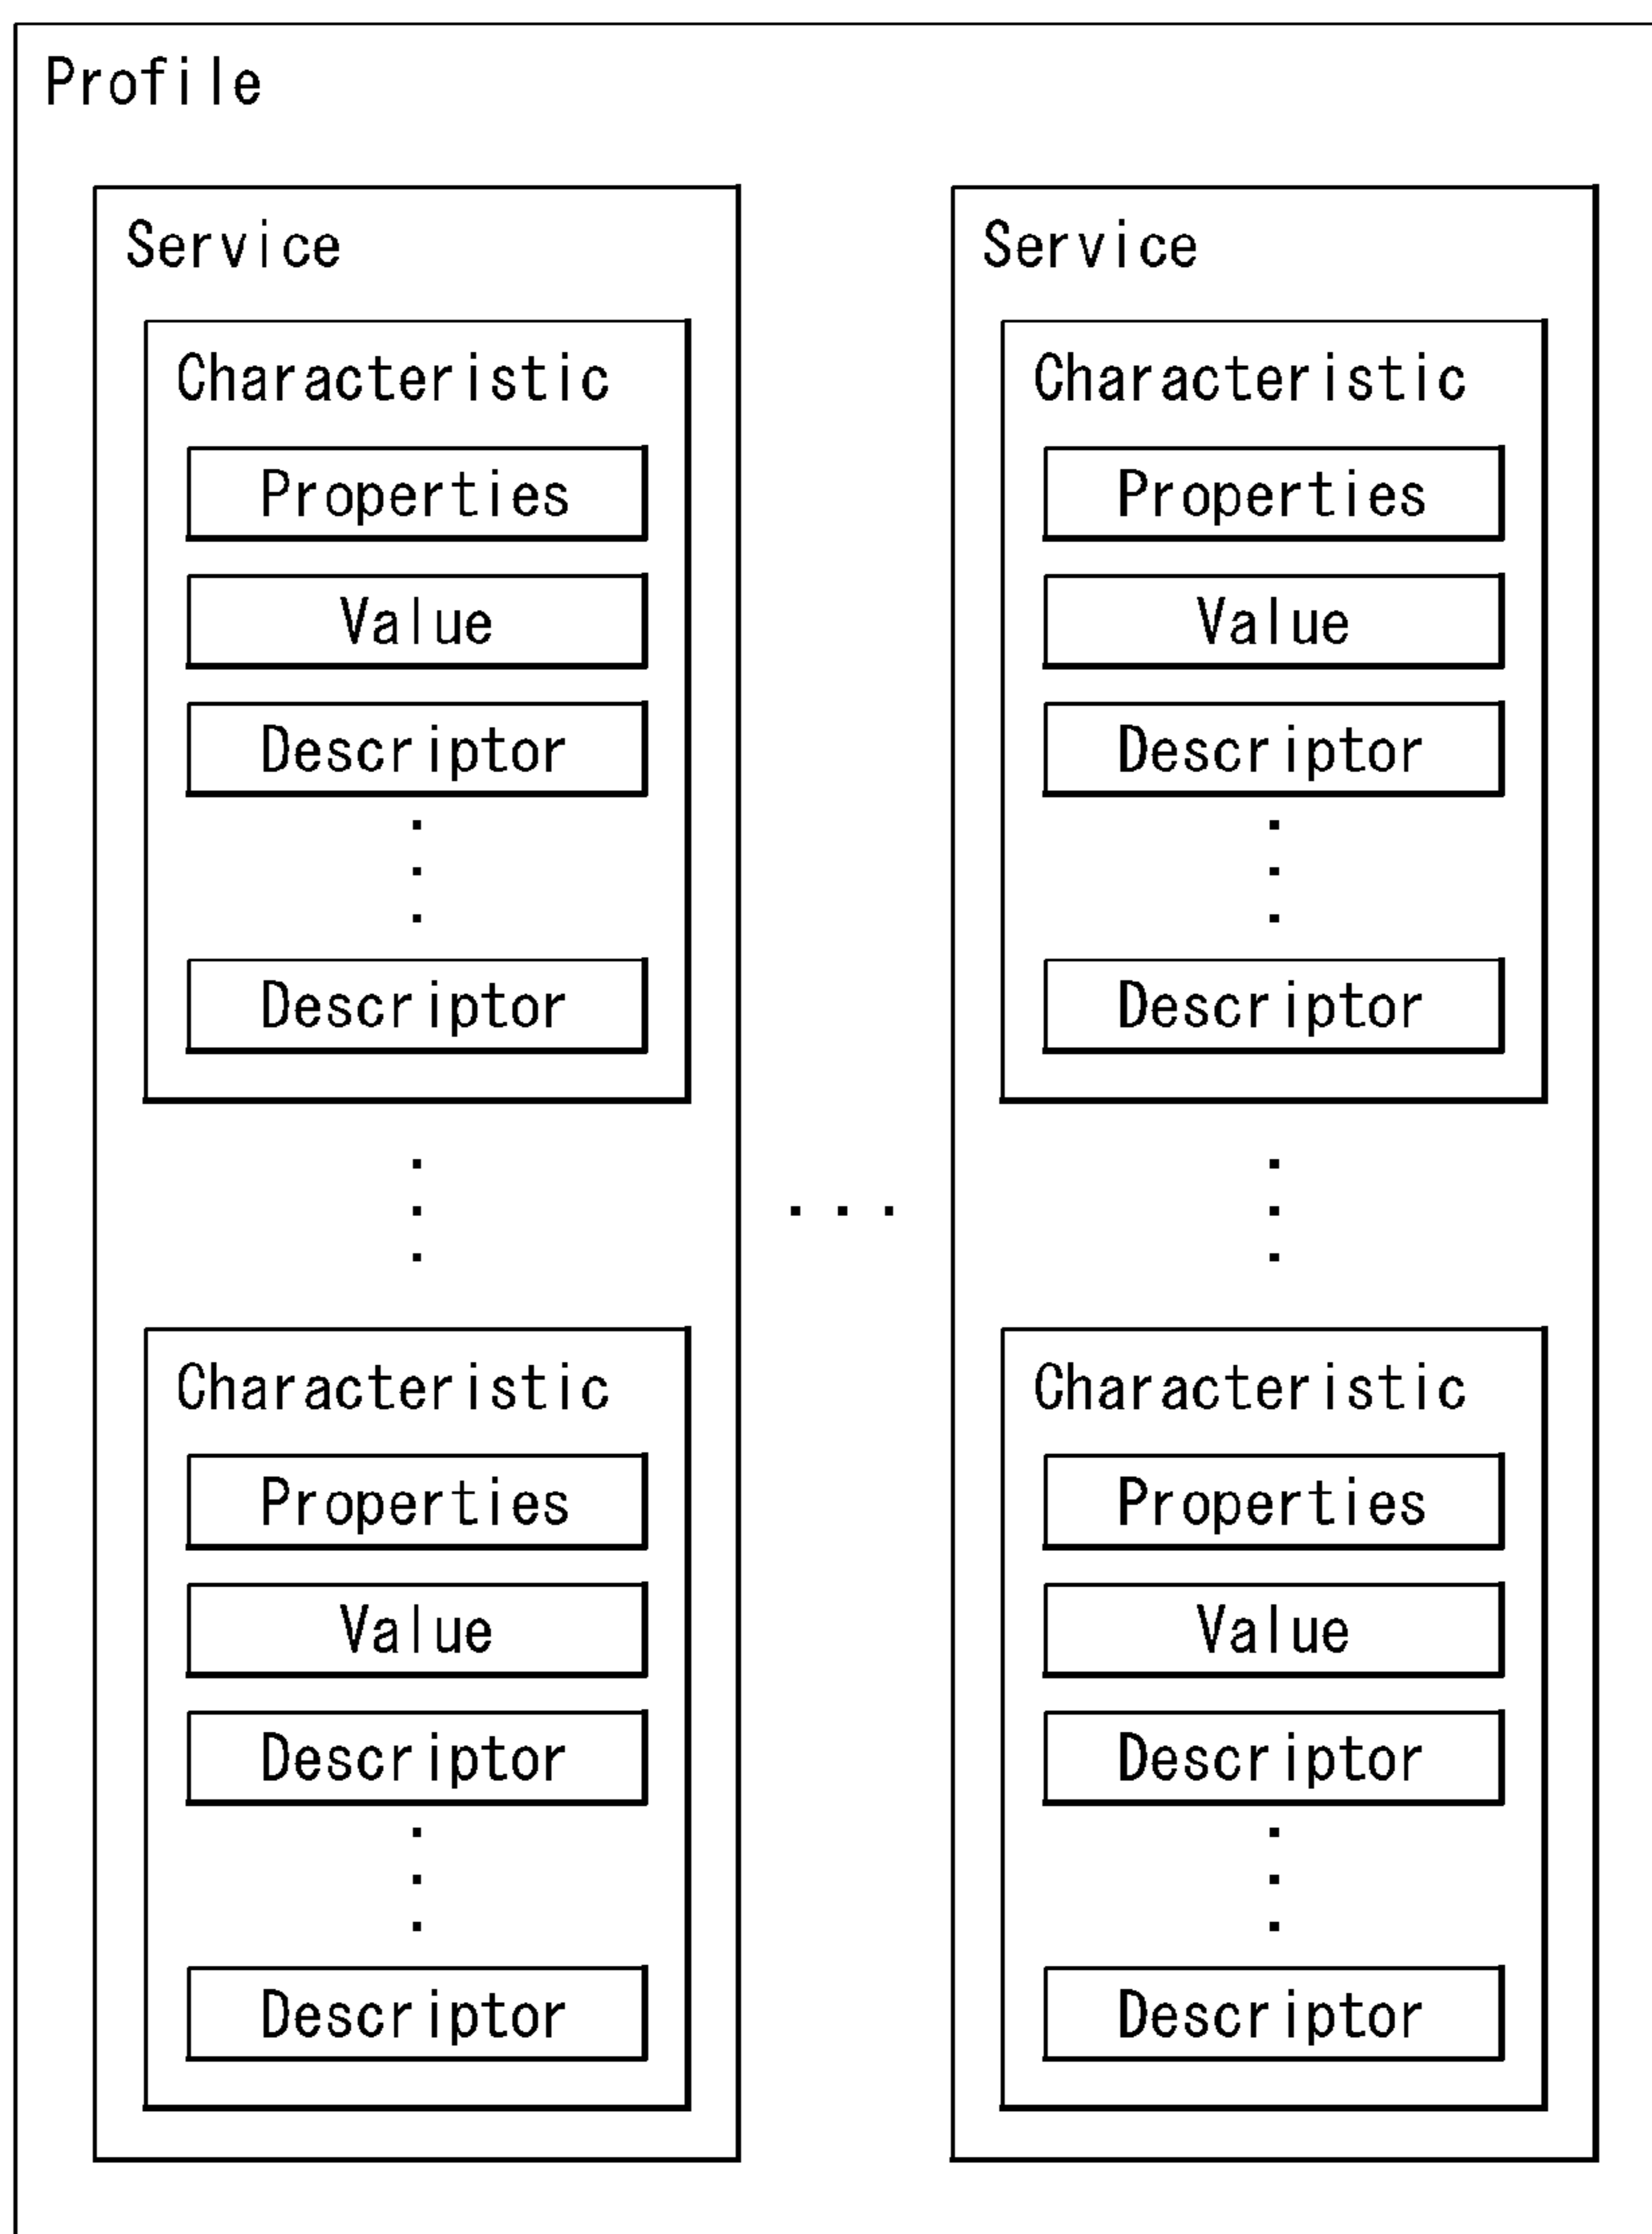 Profile
Service
Characteristic
Properties
Value
Descriptor
Descriptor
Characteristic
Properties
Value
Descriptor
Descriptor
Service
Characteristic
Properties
Value
Descriptor
Descriptor
Characteristic
Properties
Value
Descriptor
Descriptor